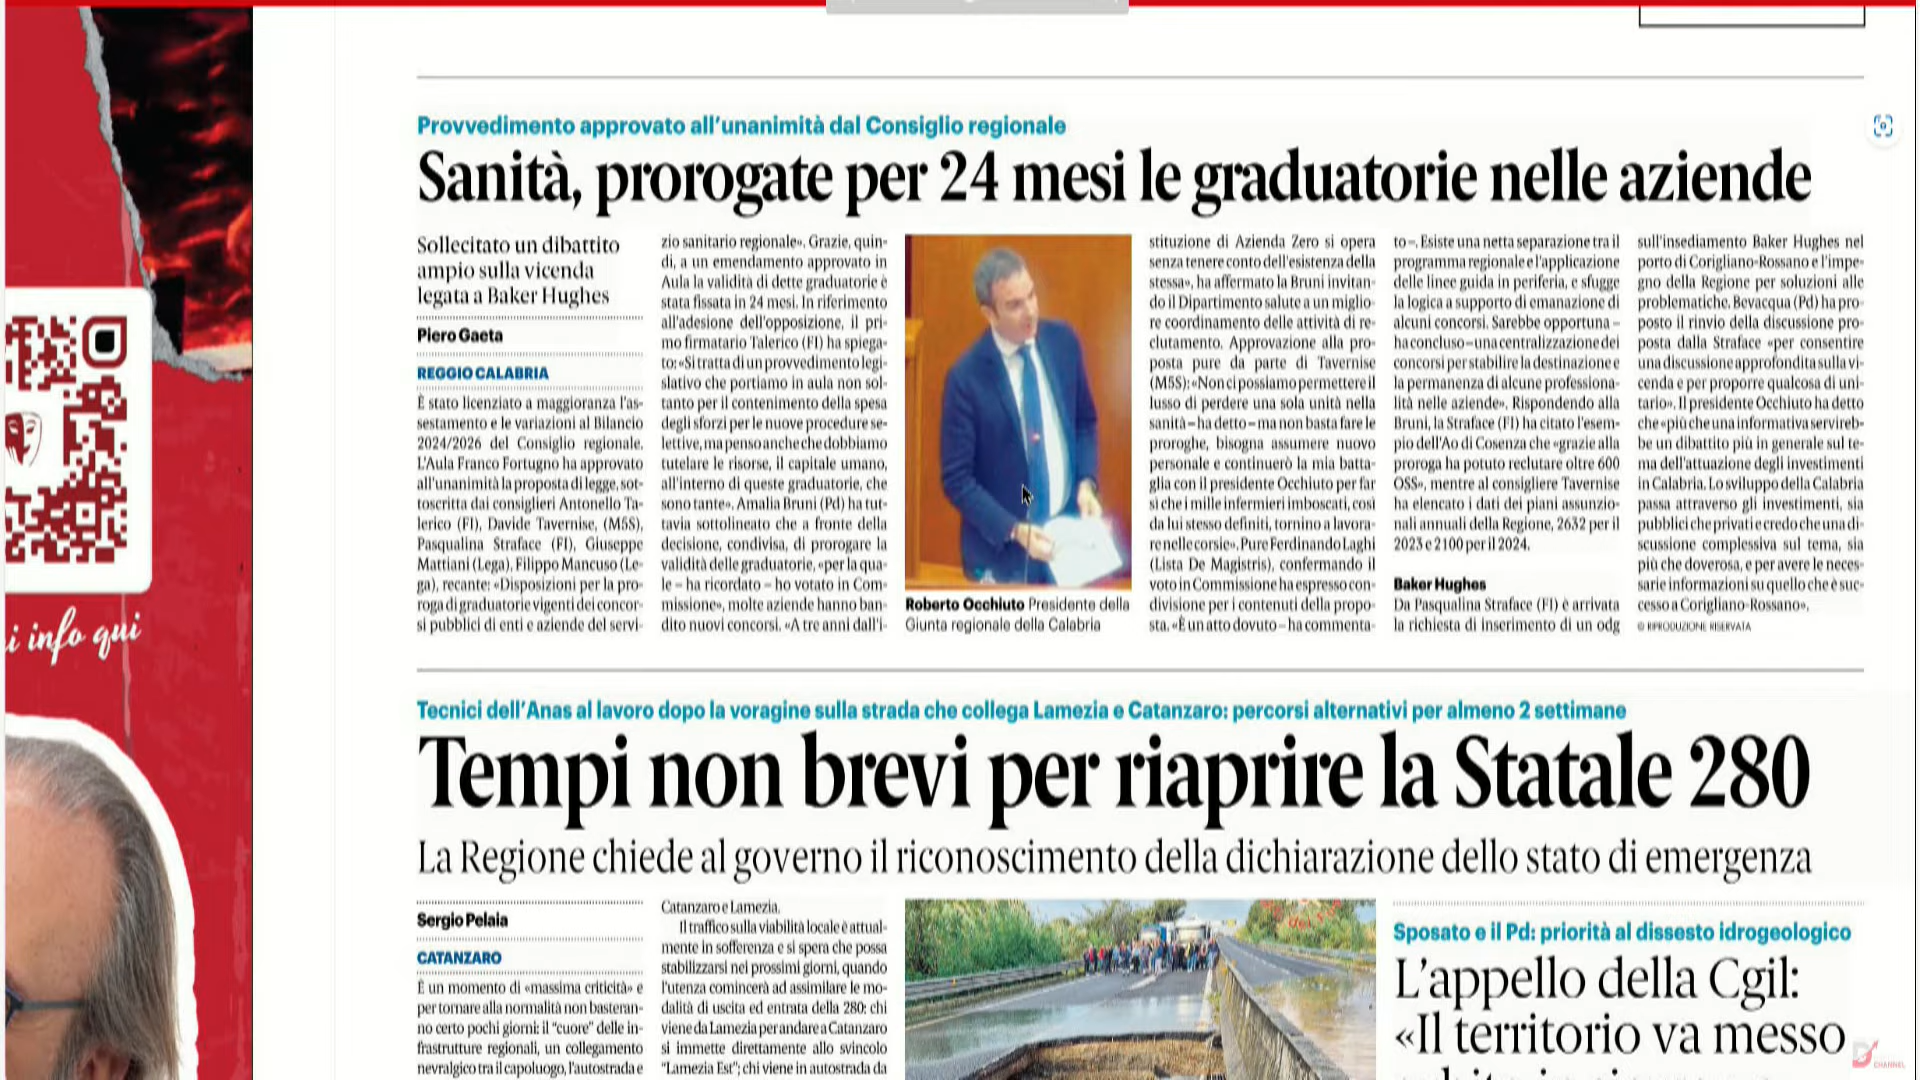 Provvedimento approvato all'unanimità dal Consiglio regionale
Sanità, prorogate per 24 mesi le graduatorie nelle aziende
Sollecitato un dibattito
ampio sulla vicenda
legata a Baker Hughes
Piero Gaeta
REGGIO CALABRIA
È stato licenziato a maggioranza l'as-
sestamento e le variazioni al Bilancio
2024/2026 del Consiglio regionale.
L'Aula Franco Fortugno ha approvato
all'unanimità la proposta di legge, sot-
toscritta dai consiglieri Antonello Ta-
lerico (FI), Davide Tavernise, (M5S),
Pasqualina Straface (FI), Giuseppe
Mattiani (Lega), Filippo Mancuso (Le-
ga), recante: «Disposizioni per la pro-
roga di graduatorie vigenti dei concor-
si pubblici di enti e aziende del servi-
zio sanitario regionale». Grazie, quin-
di, a un emendamento approvato in
Aula la validità di dette graduatorie è
stata fissata in 24 mesi. In riferimento
all'adesione dell'opposizione, il pri-
mo firmatario Talerico (FI) ha spiega-
to: «Si tratta di un provvedimento legi-
slativo che portiamo in aula non sol-
tanto per il contenimento della spesa
degli sforzi per le nuove procedure se-
lettive, ma penso anche che dobbiamo
tutelare le risorse, il capitale umano,
all'interno di queste graduatorie, che
sono tante». Amalia Bruni (Pd) ha tut-
tavia sottolineato che a fronte della
decisione, condivisa, di prorogare la
validità delle graduatorie, «per la qua-
le – ha ricordato – ho votato in Com-
missione», molte aziende hanno ban-
dito nuovi concorsi. «A tre anni dall'i-
Roberto Occhiuto Presidente della
Giunta regionale della Calabria
stituzione di Azienda Zero si opera
senza tenere conto dell'esistenza della
stessa», ha affermato la Bruni invitan-
do il Dipartimento salute a un miglio-
re coordinamento delle attività di re-
clutamento. Approvazione alla pro-
posta pure da parte di Tavernise
(M5S): «Non ci possiamo permettere il
lusso di perdere una sola unità nella
sanità – ha detto – ma non basta fare le
proroghe, bisogna assumere nuovo
personale e continuerò la mia batta-
glia con il presidente Occhiuto per far
sì che i mille infermieri imboscati, così
da lui stesso definiti, tornino a lavora-
re nelle corsie». Pure Ferdinando Laghi
(Lista De Magistris), confermando il
voto in Commissione ha espresso con-
divisione per i contenuti della propo-
sta. «È un atto dovuto – ha commenta-
to –. Esiste una netta separazione tra il
programma regionale e l'applicazione
delle linee guida in periferia, e sfugge
la logica a supporto di emanazione di
alcuni concorsi. Sarebbe opportuna –
ha concluso – una centralizzazione dei
concorsi per stabilire la destinazione e
la permanenza di alcune professiona-
lità nelle aziende». Rispondendo alla
Bruni, la Straface (FI) ha citato l'esem-
pio dell'Ao di Cosenza che «grazie alla
proroga ha potuto reclutare oltre 600
OSS», mentre al consigliere Tavernise
ha elencato i dati dei piani assunzio-
nali annuali della Regione, 2632 per il
2023 e 2100 per il 2024.
Baker Hughes
Da Pasqualina Straface (FI) è arrivata
la richiesta di inserimento di un odg
sull'insediamento Baker Hughes nel
porto di Corigliano-Rossano e l'impe-
gno della Regione per soluzioni alle
problematiche. Bevacqua (Pd) ha pro-
posto il rinvio della discussione pro-
posta dalla Straface «per consentire
una discussione approfondita sulla vi-
cenda e per proporre qualcosa di uni-
tario». Il presidente Occhiuto ha detto
che «più che una informativa servireb-
be un dibattito più in generale sul te-
ma dell'attuazione degli investimenti
in Calabria. Lo sviluppo della Calabria
passa attraverso gli investimenti, sia
pubblici che privati e credo che una di-
scussione complessiva sul tema, sia
più che doverosa, e per avere le neces-
sarie informazioni su quello che è suc-
cesso a Corigliano-Rossano».
© RIPRODUZIONE RISERVATA
i info qui
Tecnici dell'Anas al lavoro dopo la voragine sulla strada che collega Lamezia e Catanzaro: percorsi alternativi per almeno 2 settimane
Tempi non brevi per riaprire la Statale 280
La Regione chiede al governo il riconoscimento della dichiarazione dello stato di emergenza
Sergio Pelaia
CATANZARO
È un momento di «massima criticità» e
per tornare alla normalità non basteran-
no certo pochi giorni: il "cuore" delle in-
frastrutture regionali, un collegamento
nevralgico tra il capoluogo, l'autostrada e
Catanzaro e Lamezia.
Il traffico sulla viabilità locale è attual-
mente in sofferenza e si spera che possa
stabilizzarsi nei prossimi giorni, quando
l'utenza comincerà ad assimilare le mo-
dalità di uscita ed entrata della 280: chi
viene da Lamezia per andare a Catanzaro
si immette direttamente allo svincolo
"Lamezia Est"; chi viene in autostrada da
Sposato e il Pd: priorità al dissesto idrogeologico
L'appello della Cgil:
«Il territorio va messo
CHANNEL